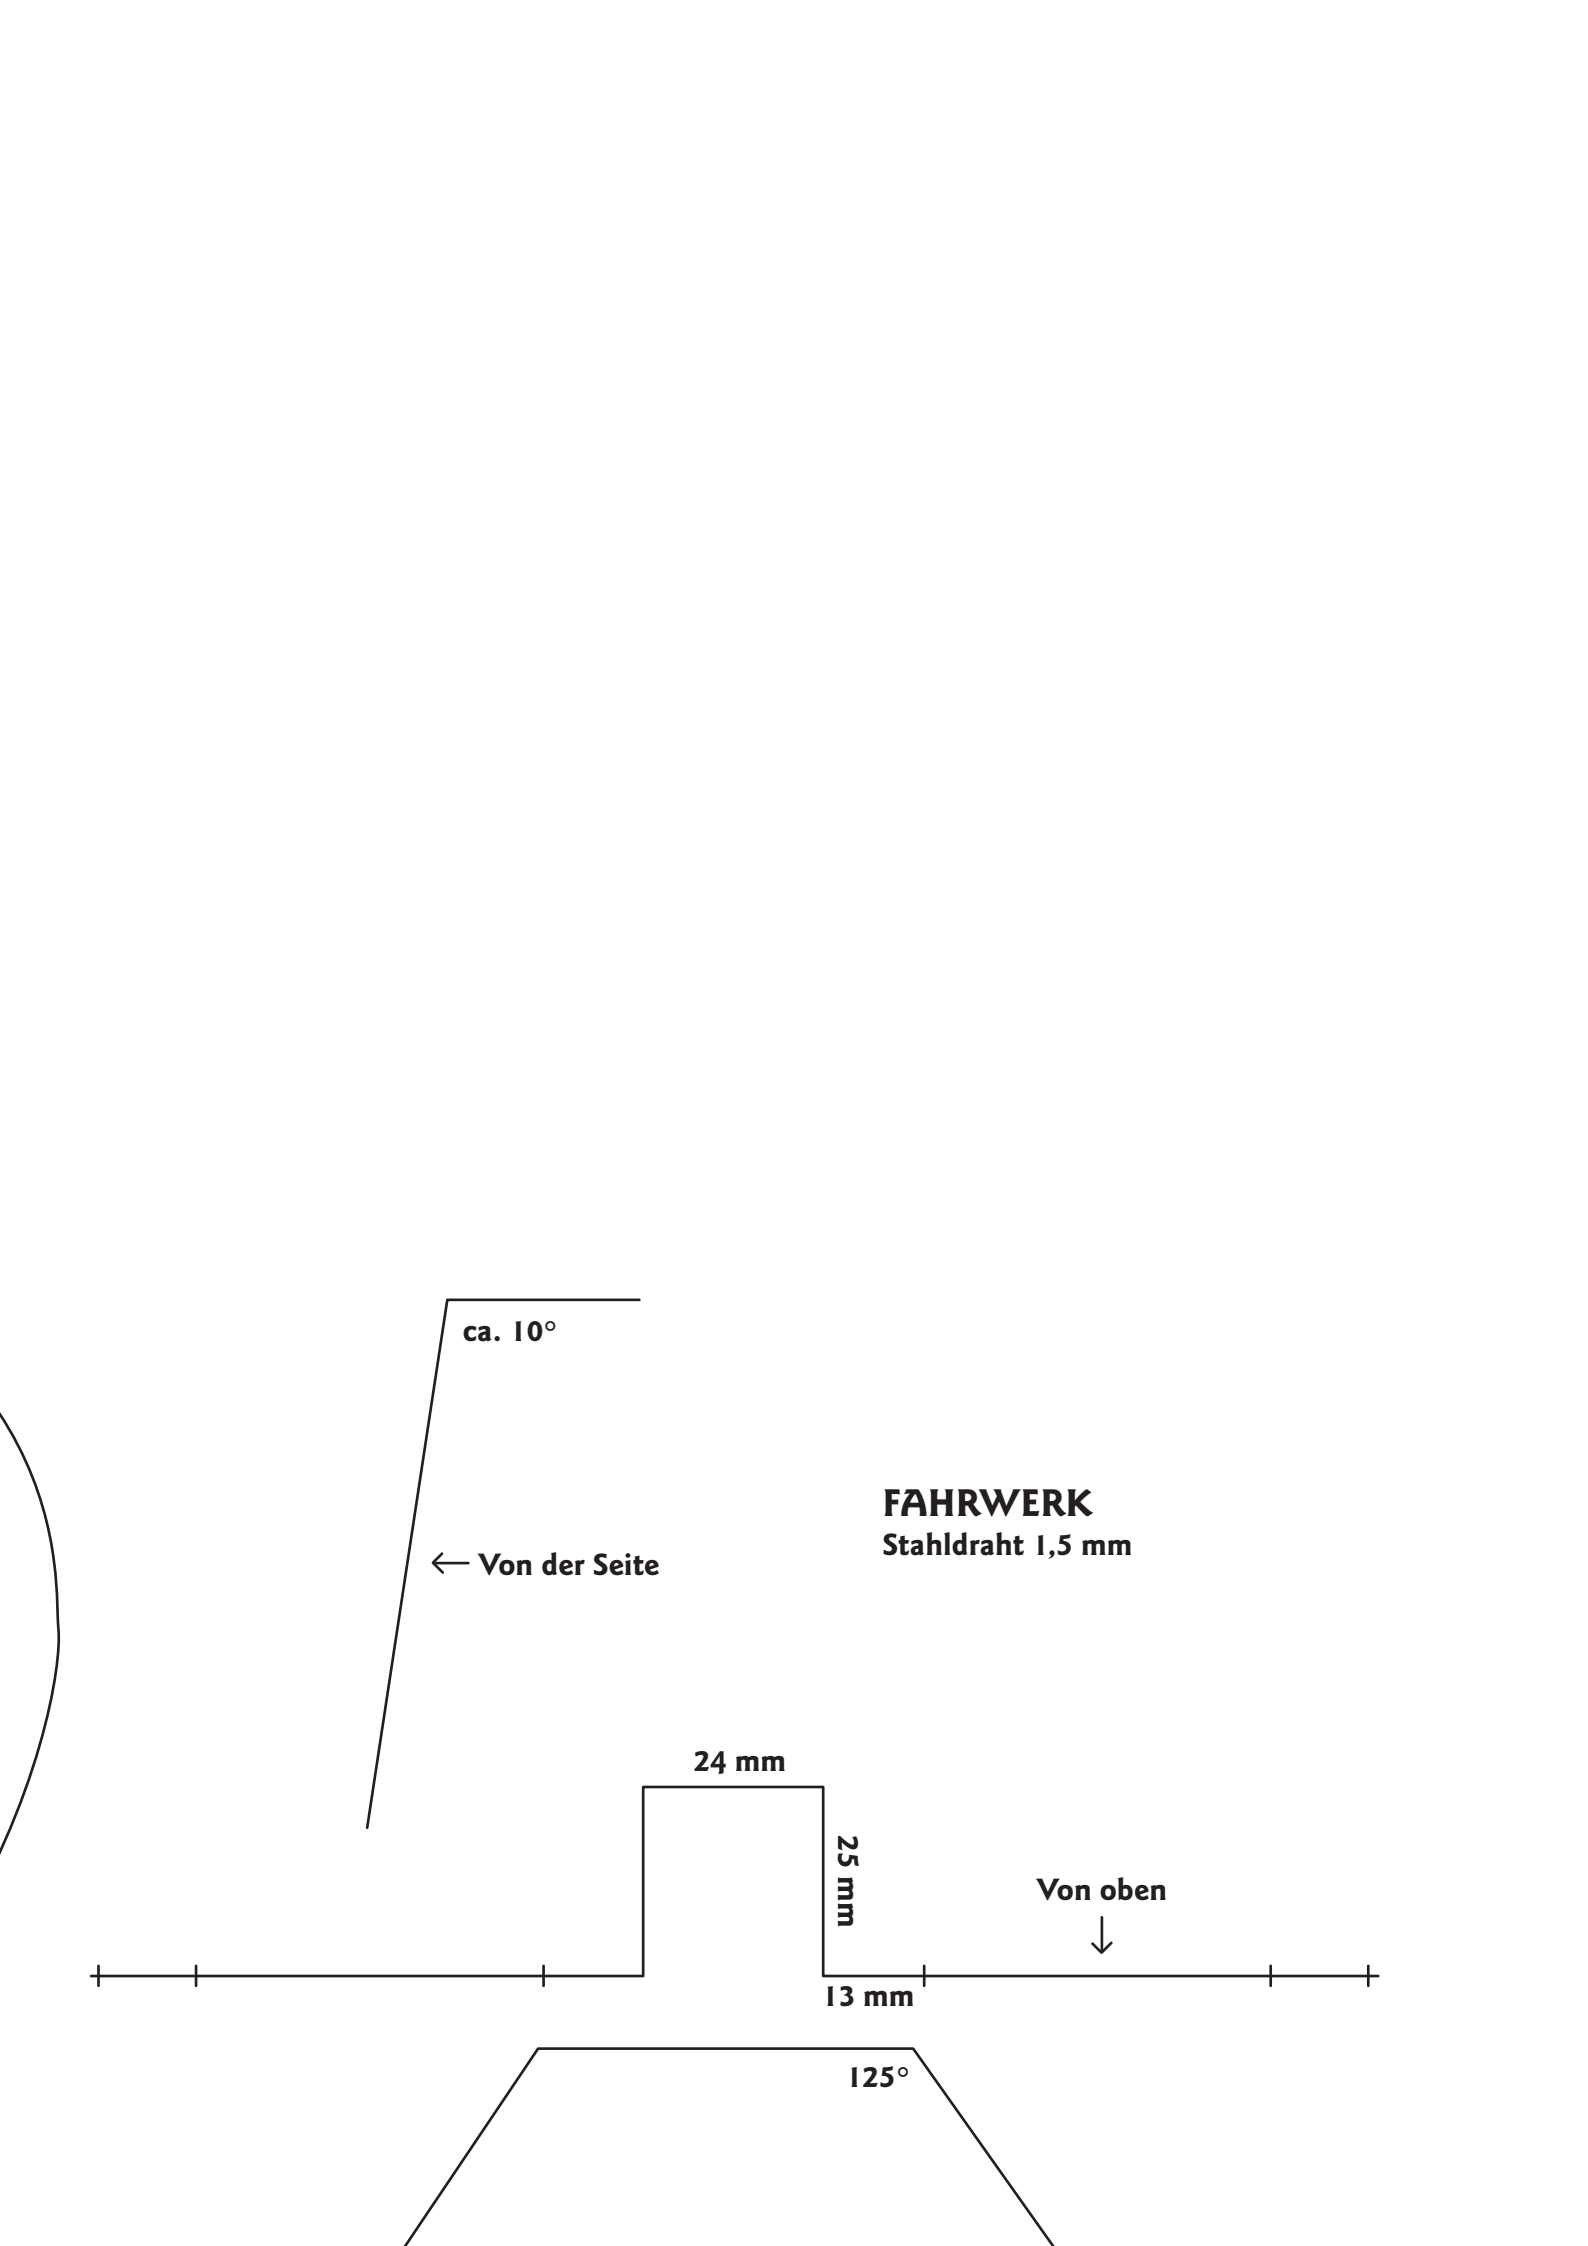 ca. 10°
FAHRWERK
Stahldraht 1,5 mm
Von der Seite
24 mm
25 mm
Von oben
13 mm
125°